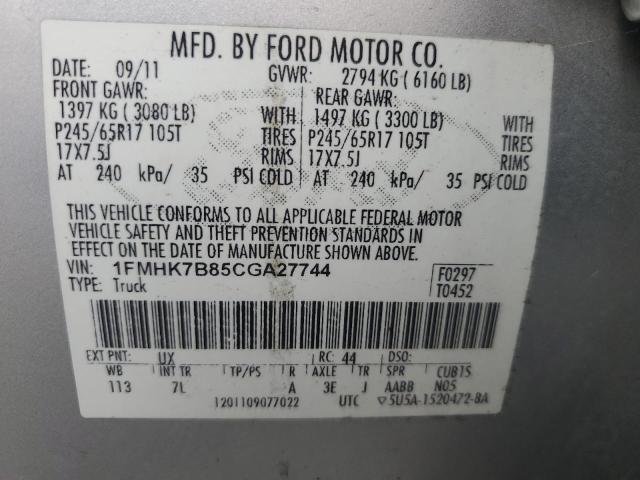 MFD. BY FORD MOTOR CO.
DATE: 09/11 GVWR: 2794 KG ( 6160 LB)
FRONT GAWR: REAR GAWR:
1397 KG ( 3080 LB) WITH 1497 KG ( 3300 LB) WITH
P245/65R17 105T TIRES P245/65R17 105T TIRES
17X7.5J RIMS 17X7.5J RIMS
AT 240 kPa/ 35 PSI COLD AT 240 kPa/ 35 PSI COLD
THIS VEHICLE CONFORMS TO ALL APPLICABLE FEDERAL MOTOR
VEHICLE SAFETY AND THEFT PREVENTION STANDARDS IN
EFFECT ON THE DATE OF MANUFACTURE SHOWN ABOVE.
VIN: 1FMHK7B85CGA27744 F0297
TYPE: Truck T0452
EXT PNT: UX RC: 44 DSO:
WB INT TR TP/PS R AXLE TR SPR CUBTS
113 7L A 3E J AABB N05
1201109077022 UTC ▽5U5A-1520472-BA